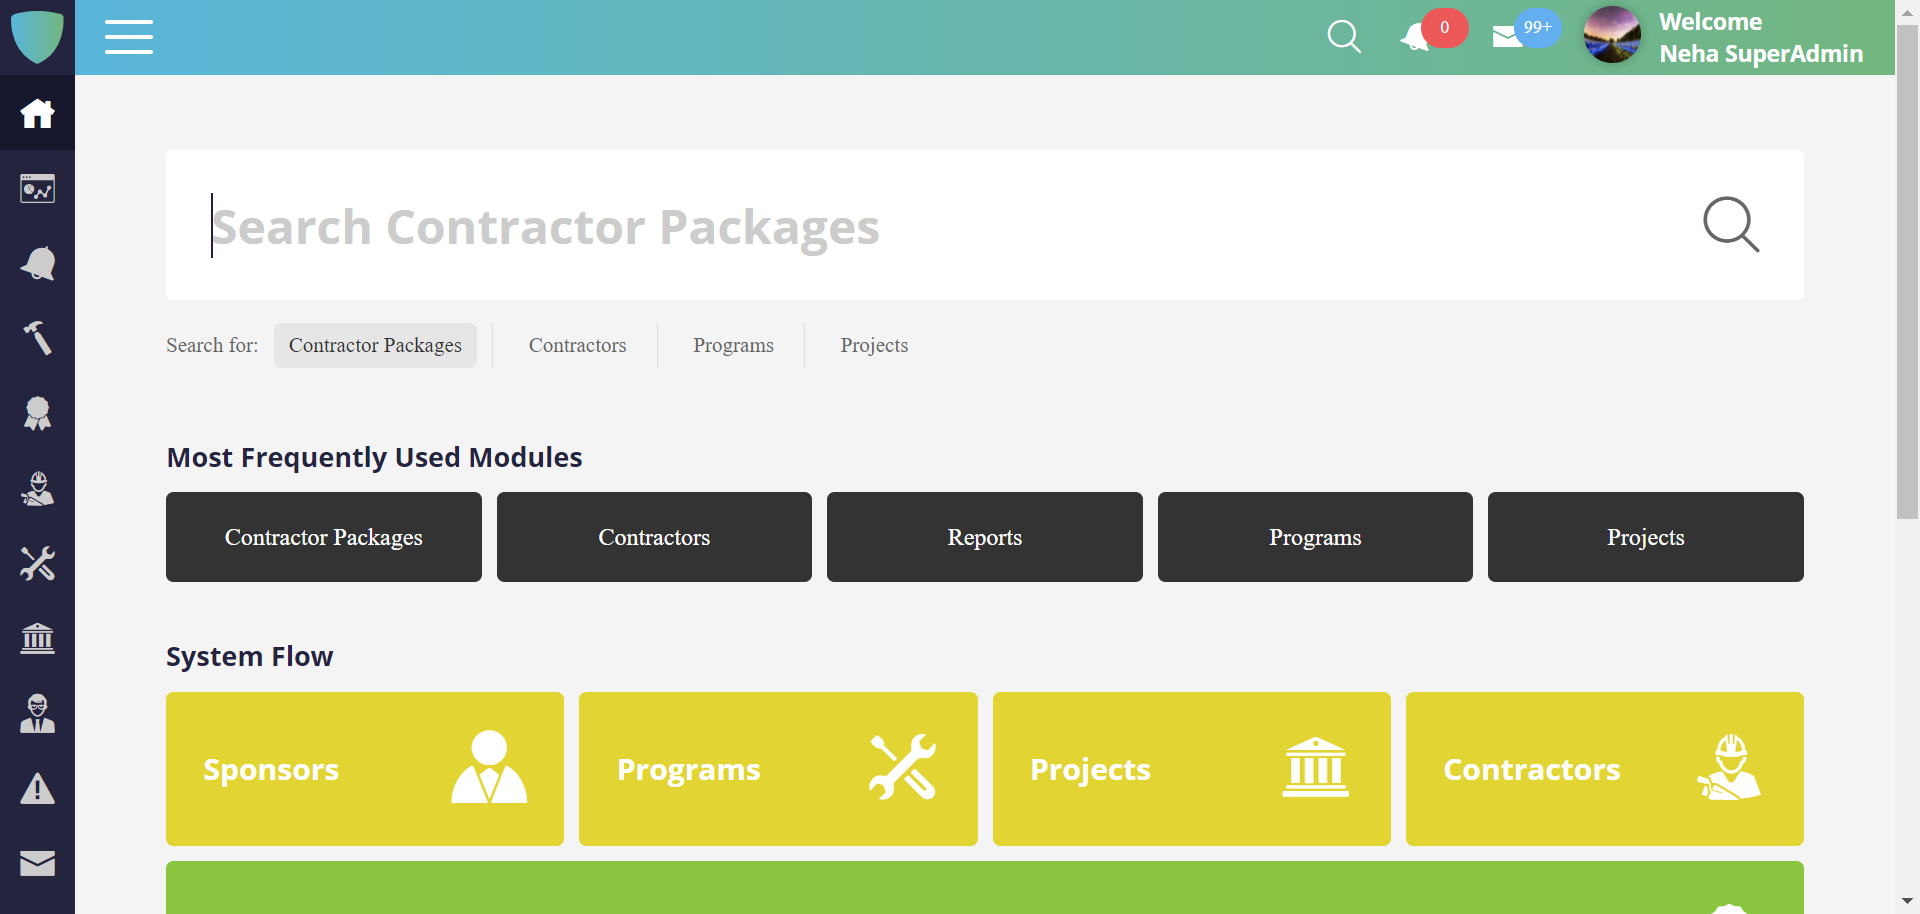 0
99+
Welcome
Neha SuperAdmin
Search Contractor Packages
Search for: Contractor Packages Contractors Programs Projects
Most Frequently Used Modules
Contractor Packages Contractors Reports Programs Projects
System Flow
Sponsors Programs Projects Contractors